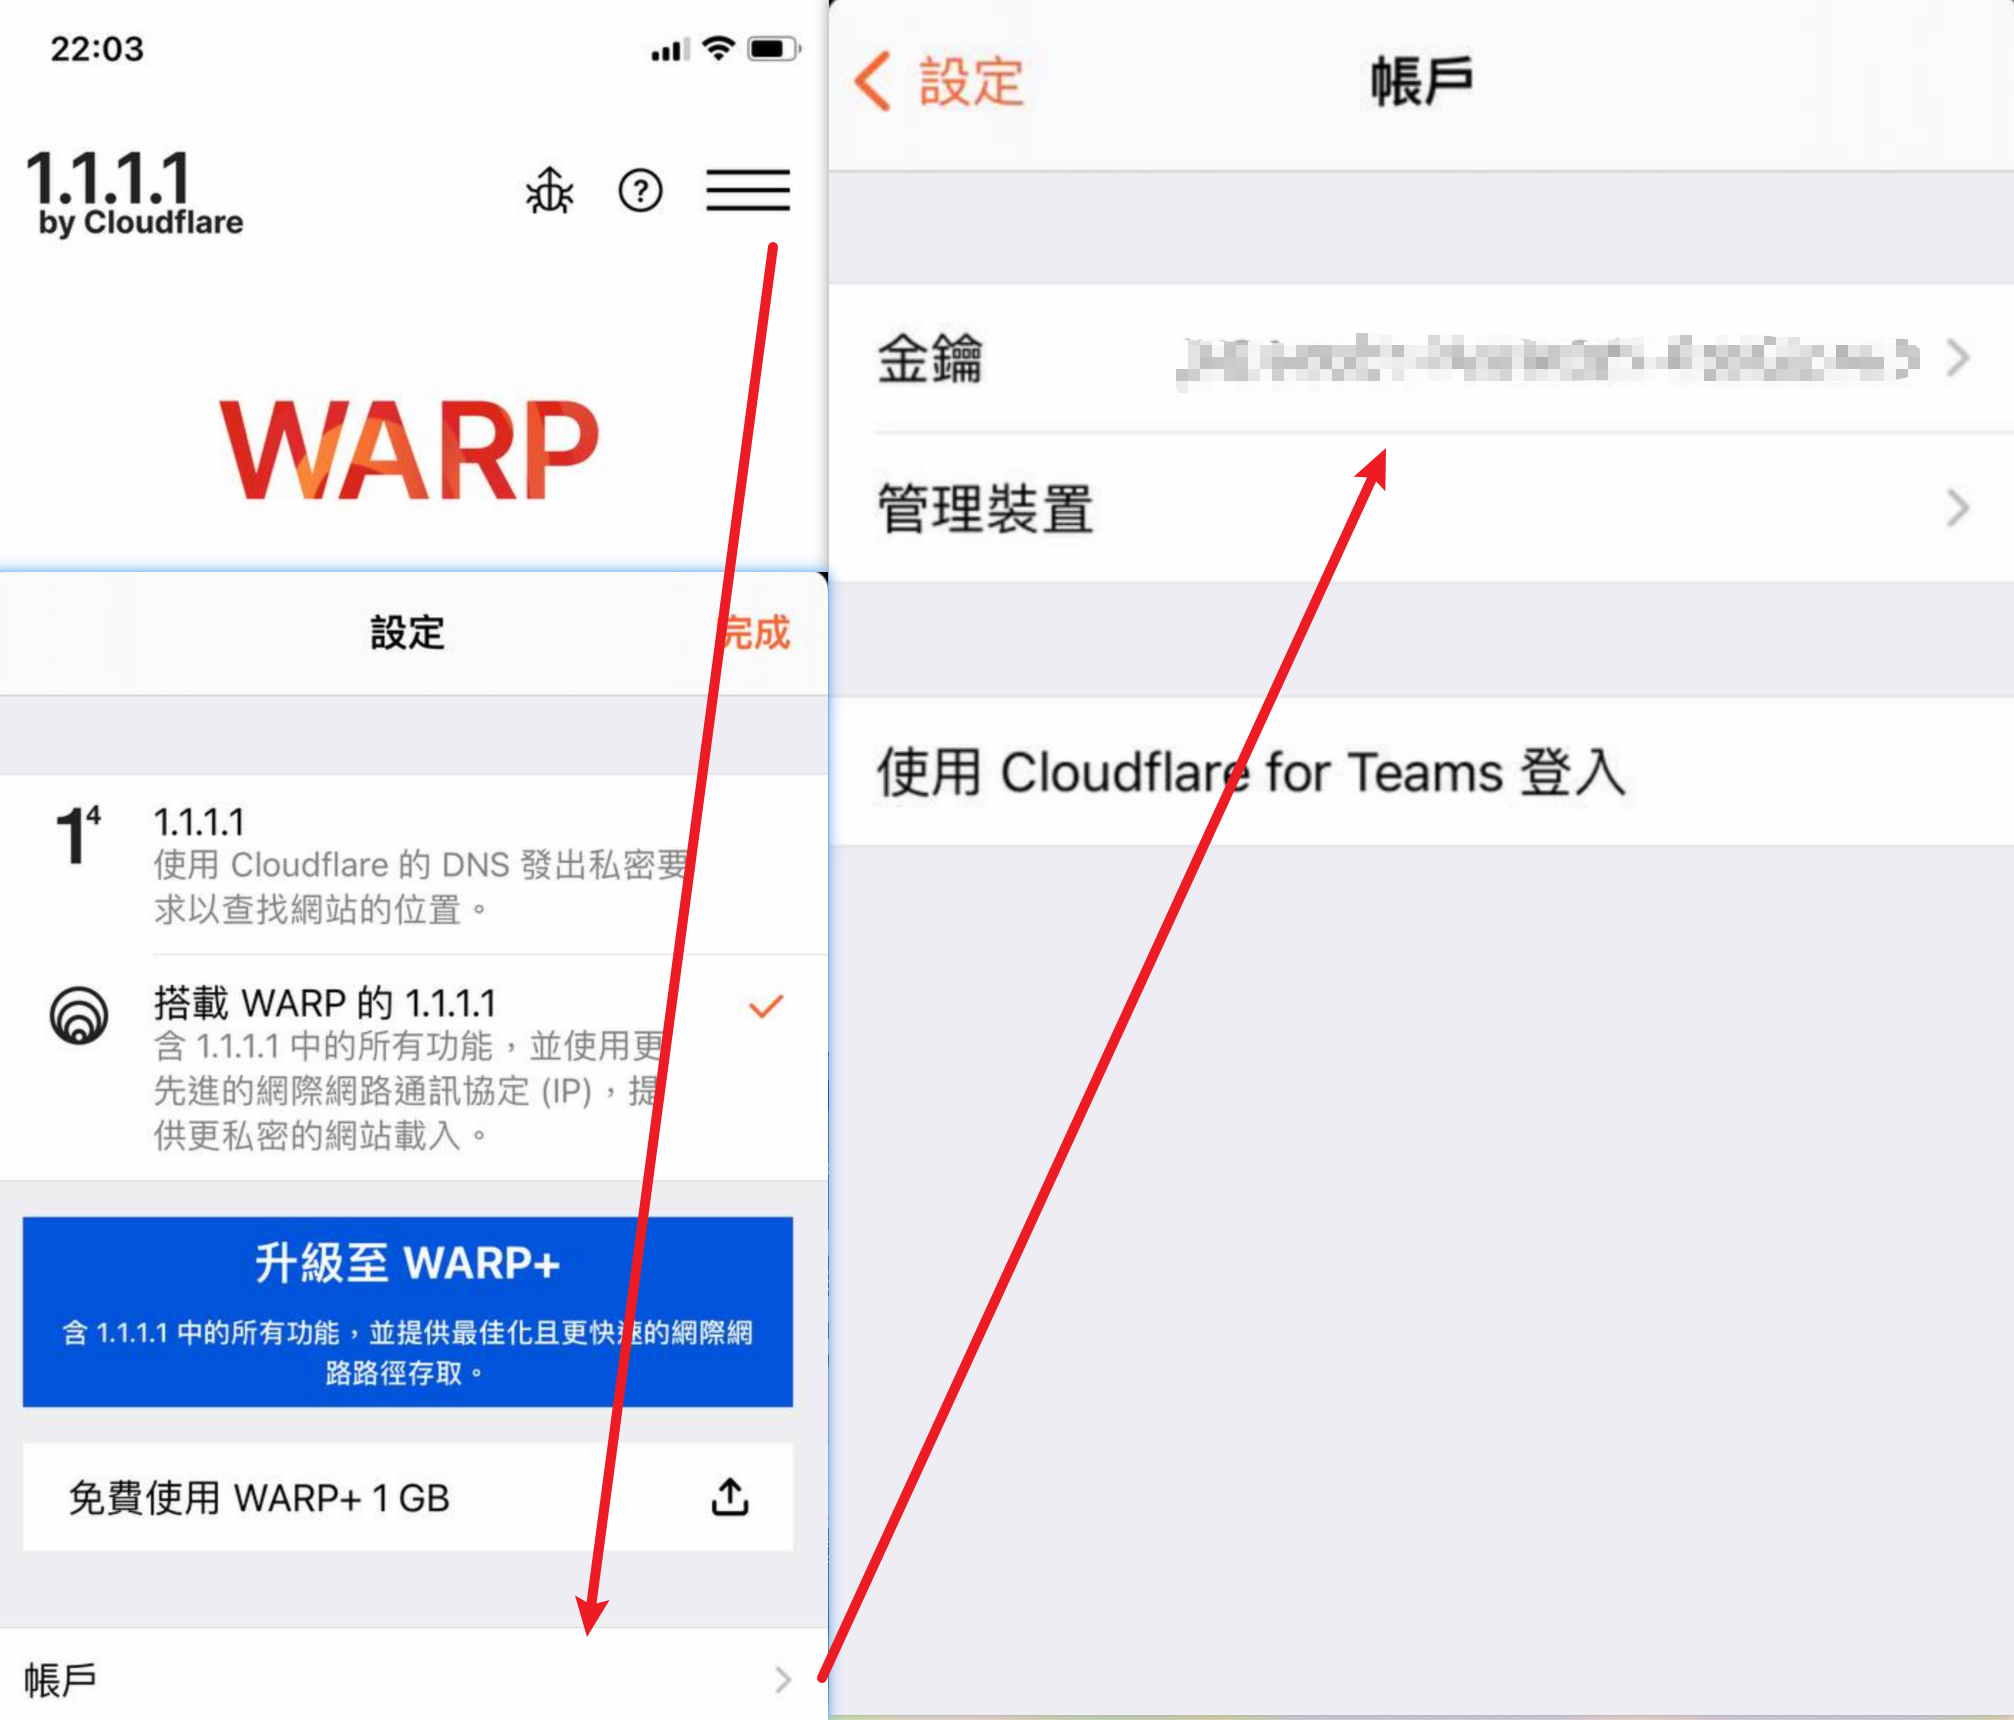 22:03
1.1.1.1
by Cloudflare
WARP
設定
完成
1⁴
1.1.1.1
使用 Cloudflare 的 DNS 發出私密要
求以查找網站的位置。
搭載 WARP 的 1.1.1.1
含 1.1.1.1 中的所有功能，並使用更
先進的網際網路通訊協定 (IP)，提
供更私密的網站載入。
升級至 WARP+
含 1.1.1.1 中的所有功能，並提供最佳化且更快速的網際網
路路徑存取。
免費使用 WARP+ 1 GB
帳戶
設定
帳戶
金鑰
管理裝置
使用 Cloudflare for Teams 登入